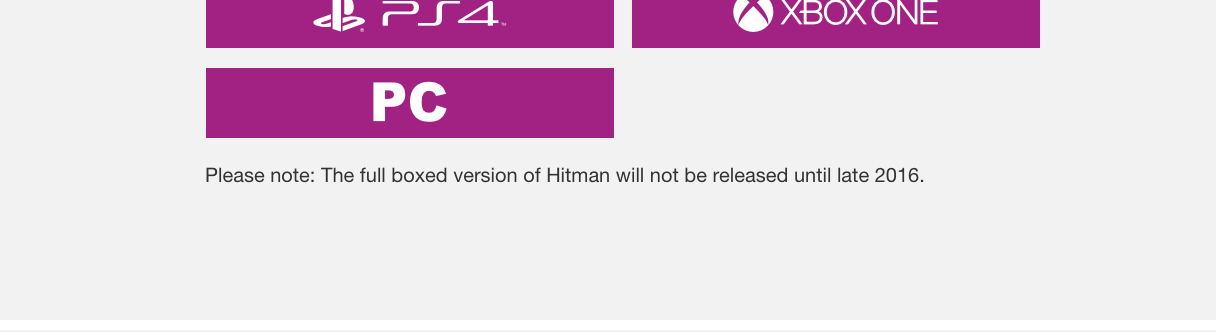 PS4 XBOX ONE
PC
Please note: The full boxed version of Hitman will not be released until late 2016.